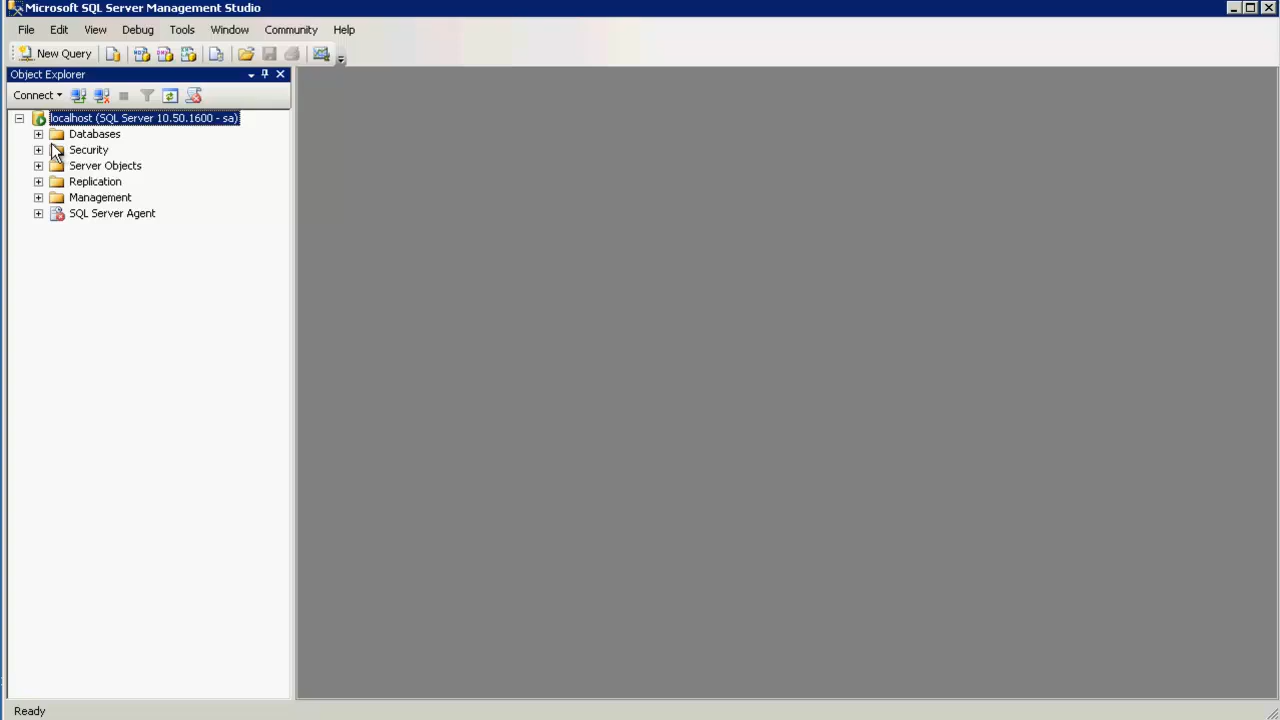 Microsoft SQL Server Management Studio
File Edit View Debug Tools Window Community Help
New Query
Object Explorer
Connect
localhost (SQL Server 10.50.1600 - sa)
Databases
Security
Server Objects
Replication
Management
SQL Server Agent
Ready